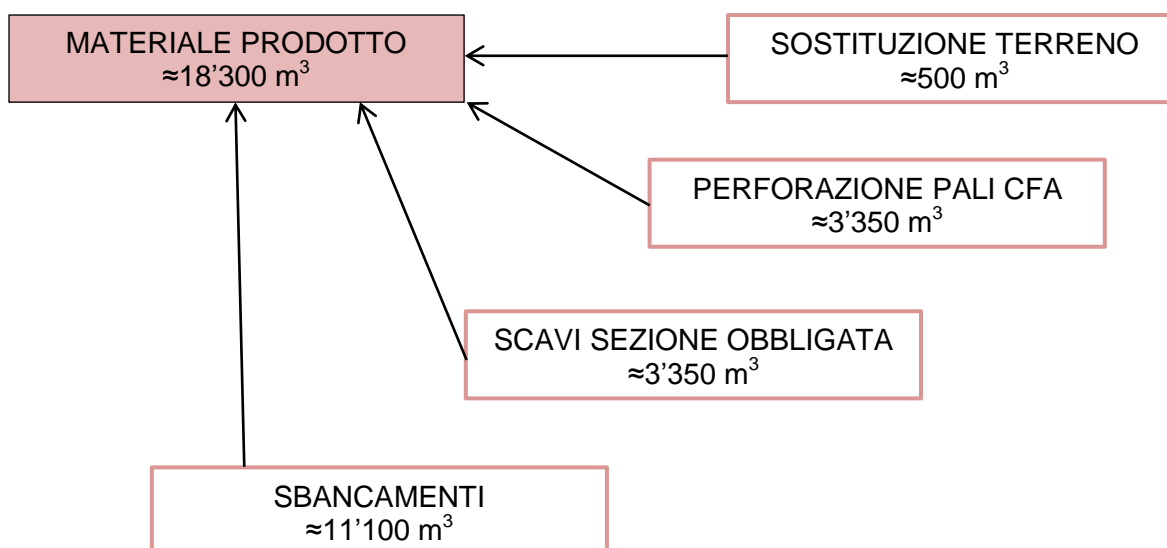 MATERIALE PRODOTTO
≈18’300 m³
SOSTITUZIONE TERRENO
≈500 m³
PERFORAZIONE PALI CFA
≈3’350 m³
SCAVI SEZIONE OBBLIGATA
≈3’350 m³
SBANCAMENTI
≈11’100 m³